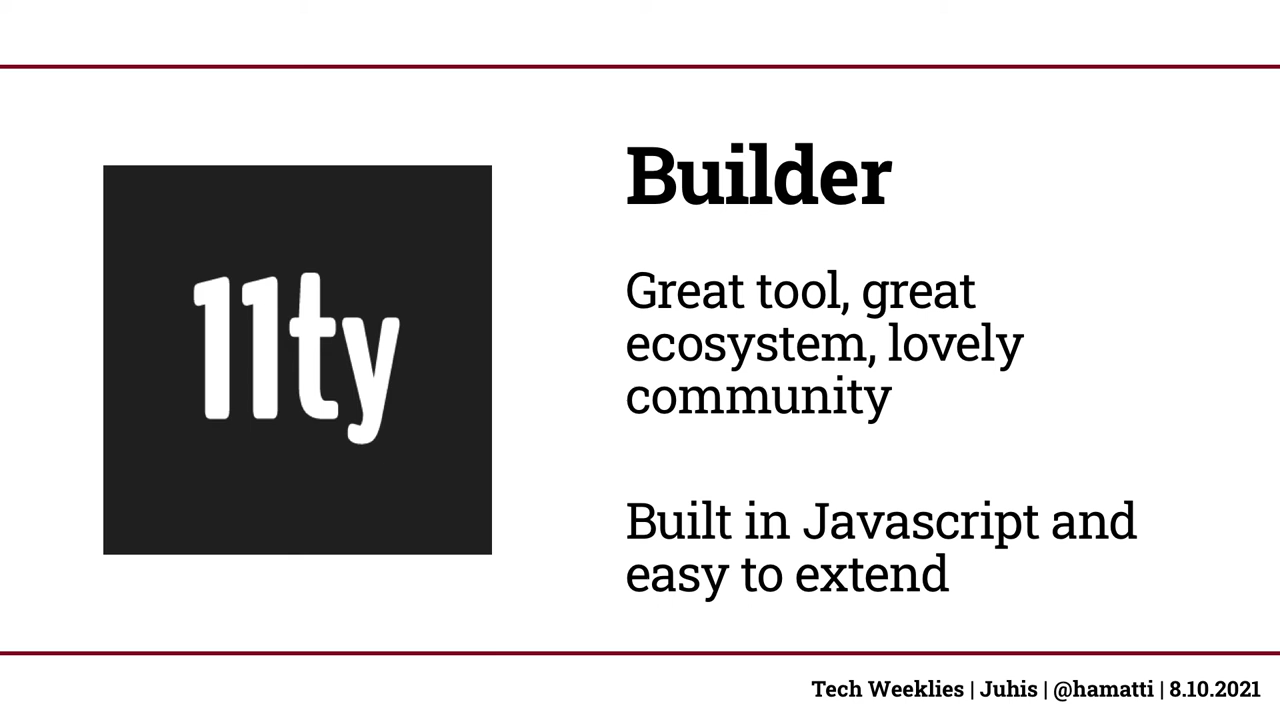 11ty
Builder
Great tool, great
ecosystem, lovely
community
Built in Javascript and
easy to extend
Tech Weeklies | Juhis | @hamatti | 8.10.2021